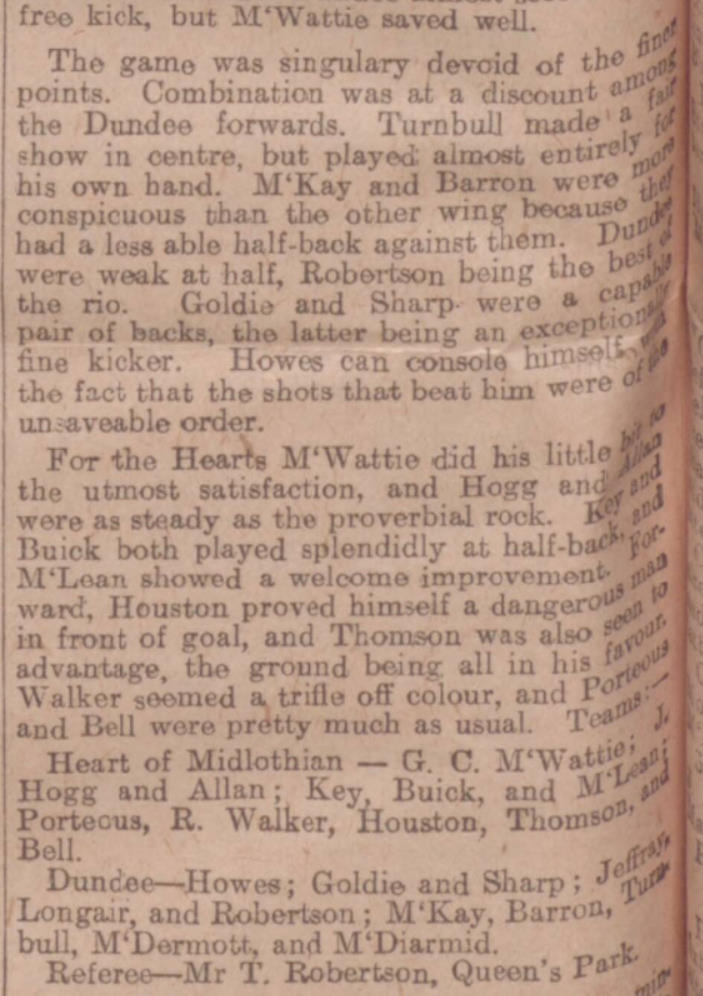 free kick, but M'Wattie saved well.
The game was singulary devoid of the finer
points. Combination was at a discount among
the Dundee forwards. Turnbull made a fair
show in centre, but played almost entirely for
his own hand. M'Kay and Barron were more
conspicuous than the other wing because they
had a less able half-back against them. Dundee
were weak at half, Robertson being the best of
the rio. Goldie and Sharp were a capable
pair of backs, the latter being an exceptionally
fine kicker. Howes can console himself with
the fact that the shots that beat him were of the
unsaveable order.
For the Hearts M'Wattie did his little bit to
the utmost satisfaction, and Hogg and Allan
were as steady as the proverbial rock. Key and
Buick both played splendidly at half-back, and
M'Lean showed a welcome improvement. For-
ward, Houston proved himself a dangerous man
in front of goal, and Thomson was also seen to
advantage, the ground being all in his favour.
Walker seemed a trifle off colour, and Porteous
and Bell were pretty much as usual. Teams:—
Heart of Midlothian — G. C. M'Wattie; J.
Hogg and Allan; Key, Buick, and M'Lean;
Porteous, R. Walker, Houston, Thomson, and
Bell.
Dundee—Howes; Goldie and Sharp; Jeffray,
Longair, and Robertson; M'Kay, Barron, Turn-
bull, M'Dermott, and M'Diarmid.
Referee—Mr T. Robertson, Queen's Park.